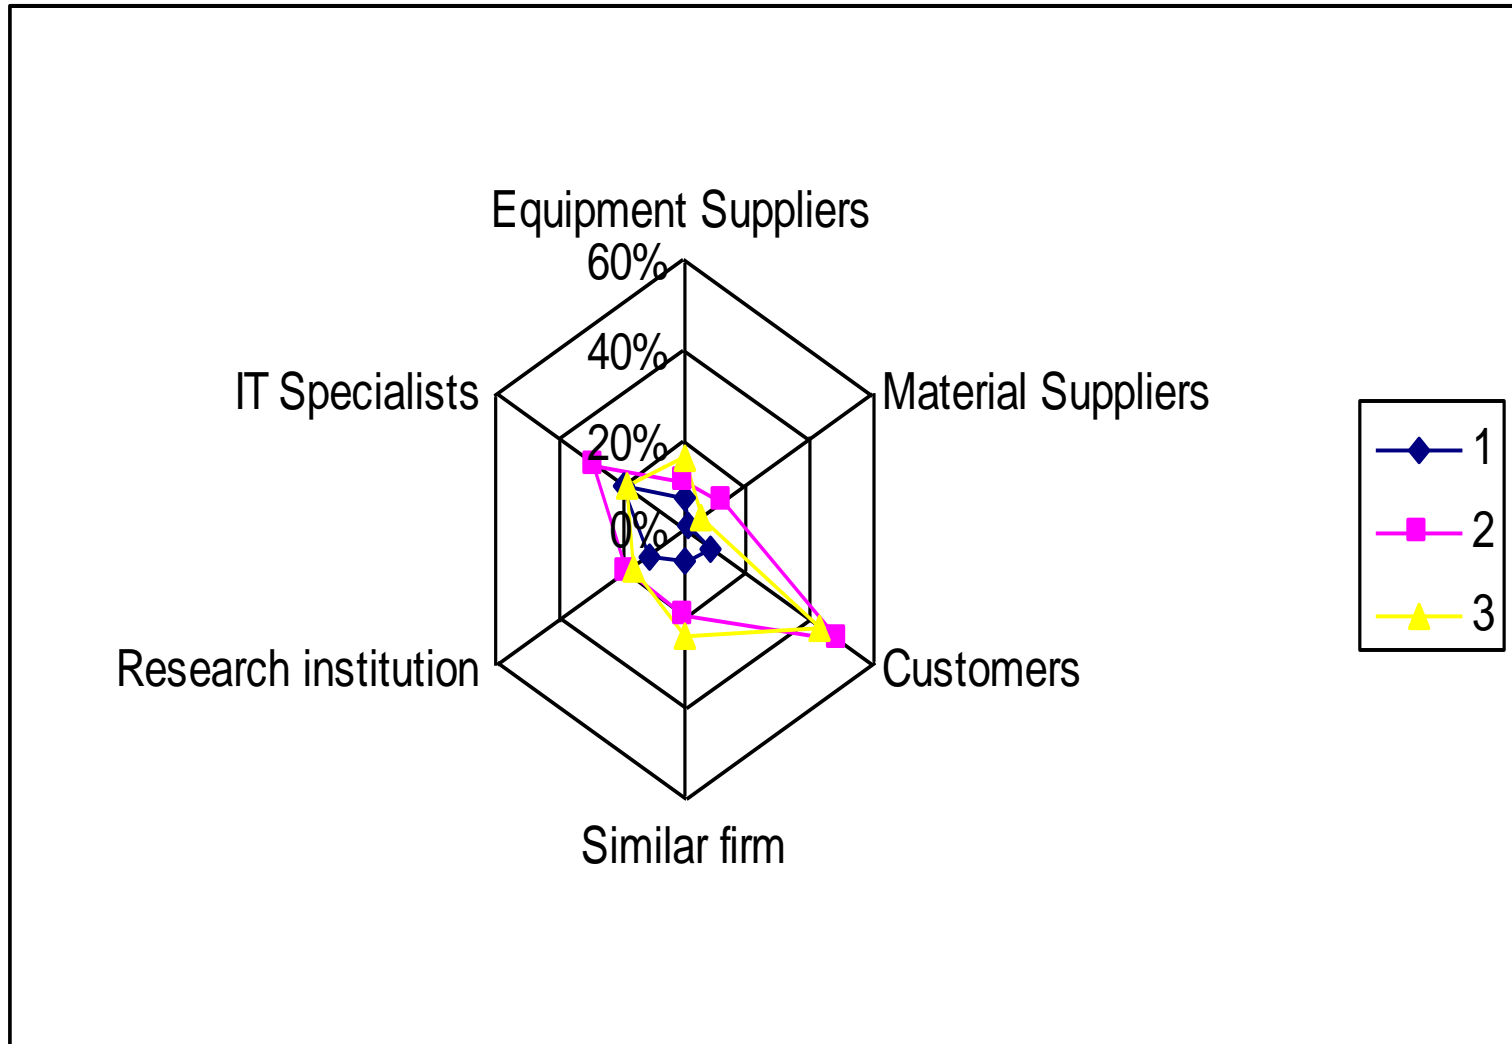 Equipment Suppliers
60%
40%
IT Specialists
Material Suppliers
20%
1
2
0%
3
Research institution
Customers
Similar firm